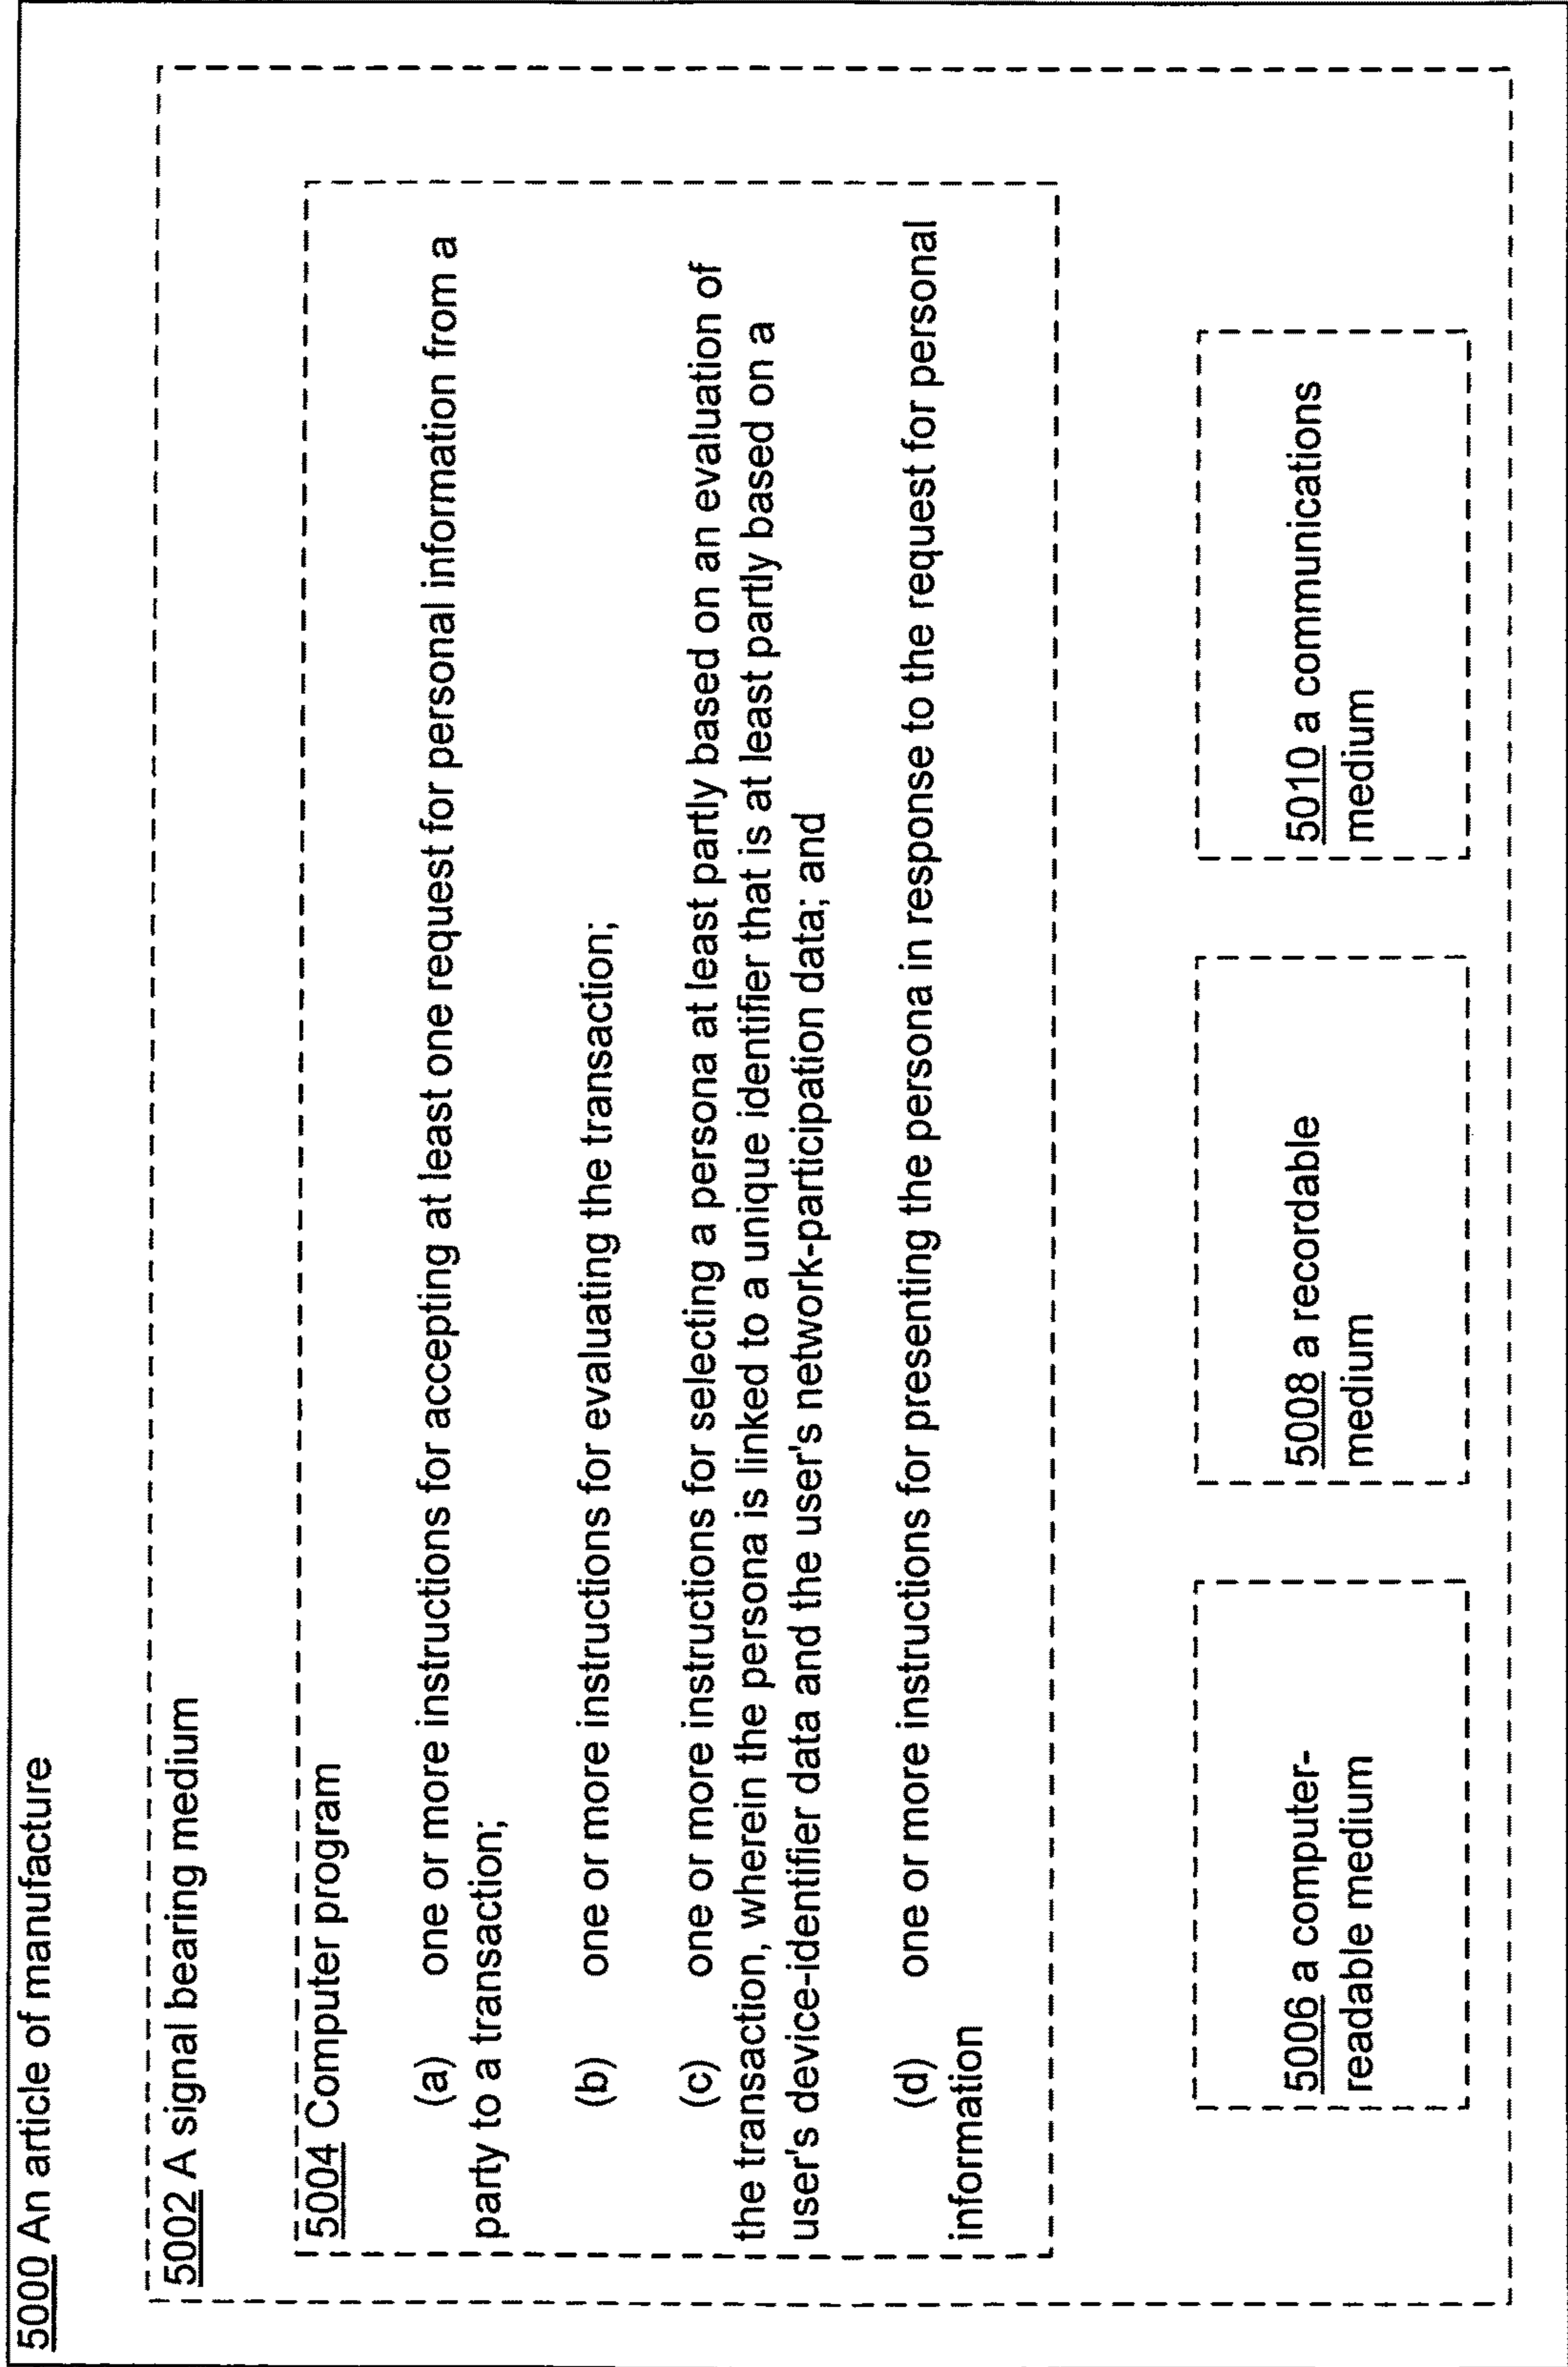 5000 An article of manufacture
5002 A signal bearing medium
5004 Computer program
(a) one or more instructions for accepting at least one request for personal information from a
party to a transaction;
(b) one or more instructions for evaluating the transaction;
(c) one or more instructions for selecting a persona at least partly based on an evaluation of
the transaction, wherein the persona is linked to a unique identifier that is at least partly based on a
user's device-identifier data and the user's network-participation data; and
(d) one or more instructions for presenting the persona in response to the request for personal
information
5006 a computer-
readable medium
5008 a recordable
medium
5010 a communications
medium